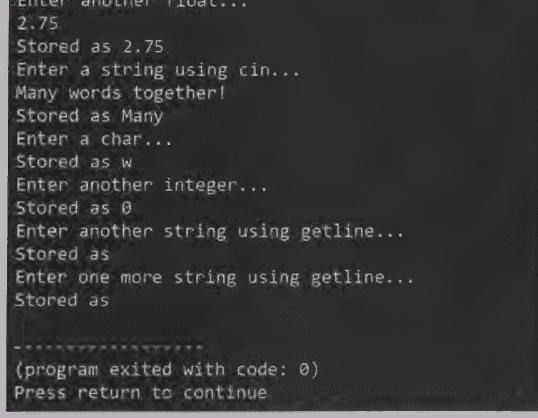 Enter another float...
2.75
Stored as 2.75
Enter a string using cin...
Many words together!
Stored as Many
Enter a char...
Stored as w
Enter another integer...
Stored as 0
Enter another string using getline...
Stored as
Enter one more string using getline...
Stored as
------------------
(program exited with code: 0)
Press return to continue